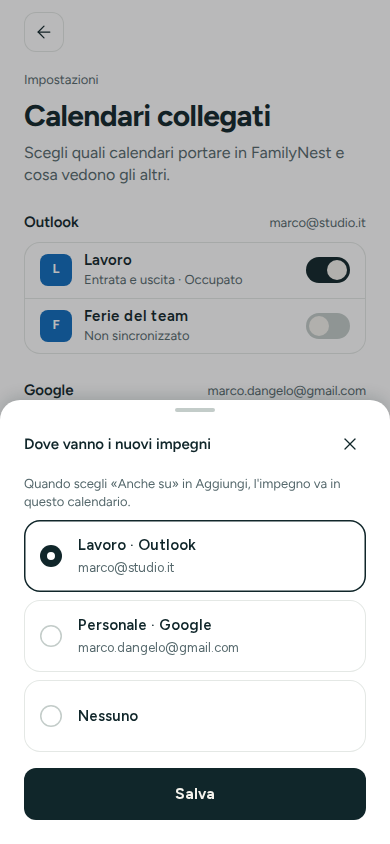 Impostazioni
Calendari collegati
Scegli quali calendari portare in FamilyNest e
cosa vedono gli altri.
Outlook marco@studio.it
L Lavoro
Entrata e uscita · Occupato
F Ferie del team
Non sincronizzato
Google marco.dangelo@gmail.com
Dove vanno i nuovi impegni
Quando scegli «Anche su» in Aggiungi, l'impegno va in
questo calendario.
Lavoro · Outlook
marco@studio.it
Personale · Google
marco.dangelo@gmail.com
Nessuno
Salva